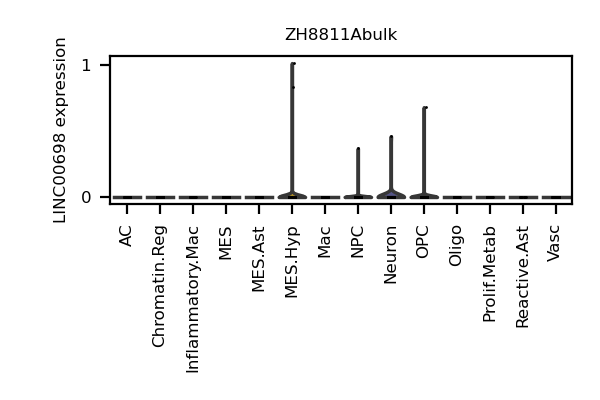 ZH8811Abulk
LINC00698 expression
1
0
AC
Chromatin.Reg
Inflammatory.Mac
MES
MES.Ast
MES.Hyp
Mac
NPC
Neuron
OPC
Oligo
Prolif.Metab
Reactive.Ast
Vasc